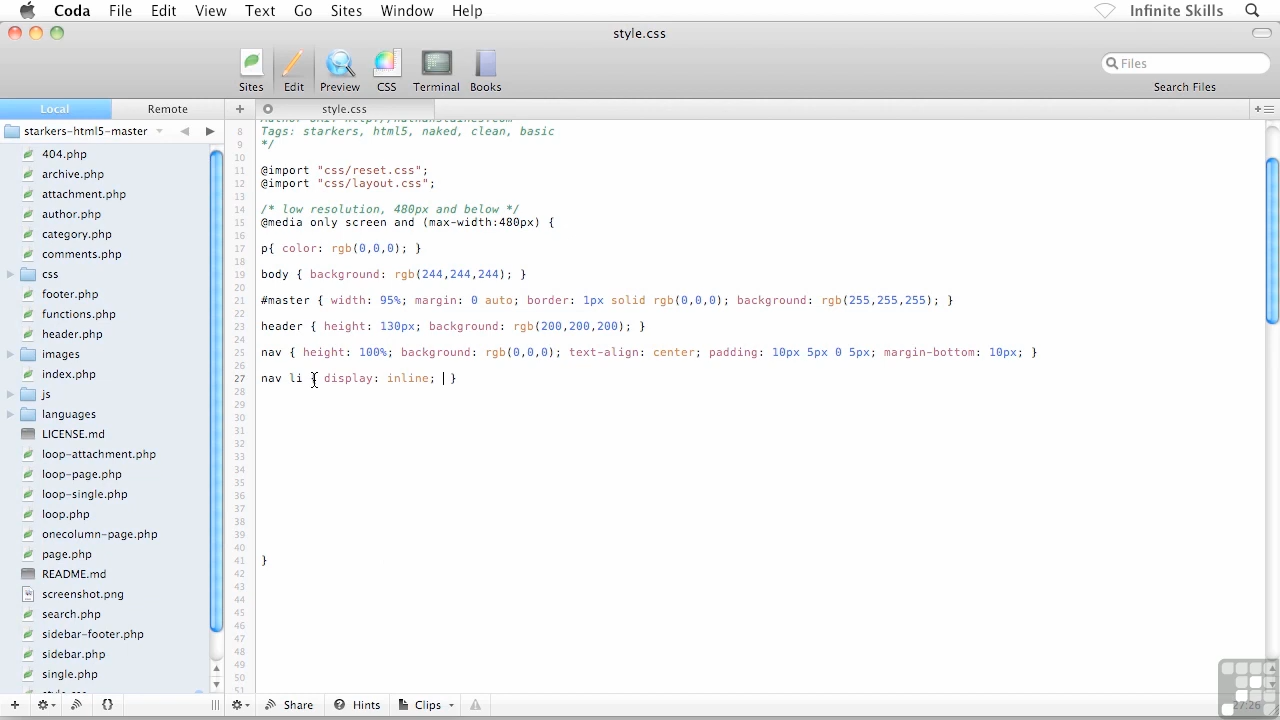 Coda File Edit View Text Go Sites Window Help Infinite Skills
style.css
Sites Edit Preview CSS Terminal Books Files
Search Files
Local Remote style.css
starkers-html5-master
404.php
archive.php
attachment.php
author.php
category.php
comments.php
css
footer.php
functions.php
header.php
images
index.php
js
languages
LICENSE.md
loop-attachment.php
loop-page.php
loop-single.php
loop.php
onecolumn-page.php
page.php
README.md
screenshot.png
search.php
sidebar-footer.php
sidebar.php
single.php
style.css
8 Tags: starkers, html5, naked, clean, basic
9 */
10
11 @import "css/reset.css";
12 @import "css/layout.css";
13
14 /* low resolution, 480px and below */
15 @media only screen and (max-width:480px) {
16
17 p{ color: rgb(0,0,0); }
18
19 body { background: rgb(244,244,244); }
20
21 #master { width: 95%; margin: 0 auto; border: 1px solid rgb(0,0,0); background: rgb(255,255,255); }
22
23 header { height: 130px; background: rgb(200,200,200); }
24
25 nav { height: 100%; background: rgb(0,0,0); text-align: center; padding: 10px 5px 0 5px; margin-bottom: 10px; }
26
27 nav li { display: inline; }
28
29
30
31
32
33
34
35
36
37
38
39
40
41 }
42
43
44
45
46
47
48
49
50
51
Share Hints Clips 27:26